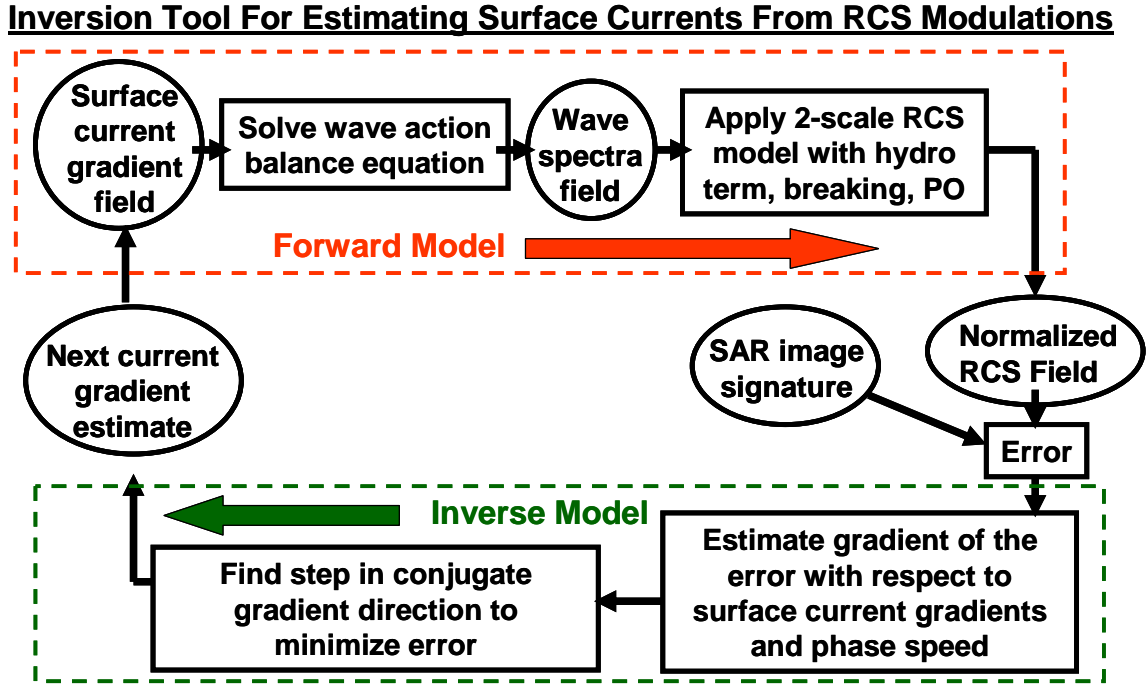 Inversion Tool For Estimating Surface Currents From RCS Modulations
Surface
current
gradient
field
Solve wave action
balance equation
Wave
spectra
field
Apply 2-scale RCS
model with hydro
term, breaking, PO
Forward Model
Next current
gradient
estimate
SAR image
signature
Normalized
RCS Field
Error
Inverse Model
Find step in conjugate
gradient direction to
minimize error
Estimate gradient of the
error with respect to
surface current gradients
and phase speed